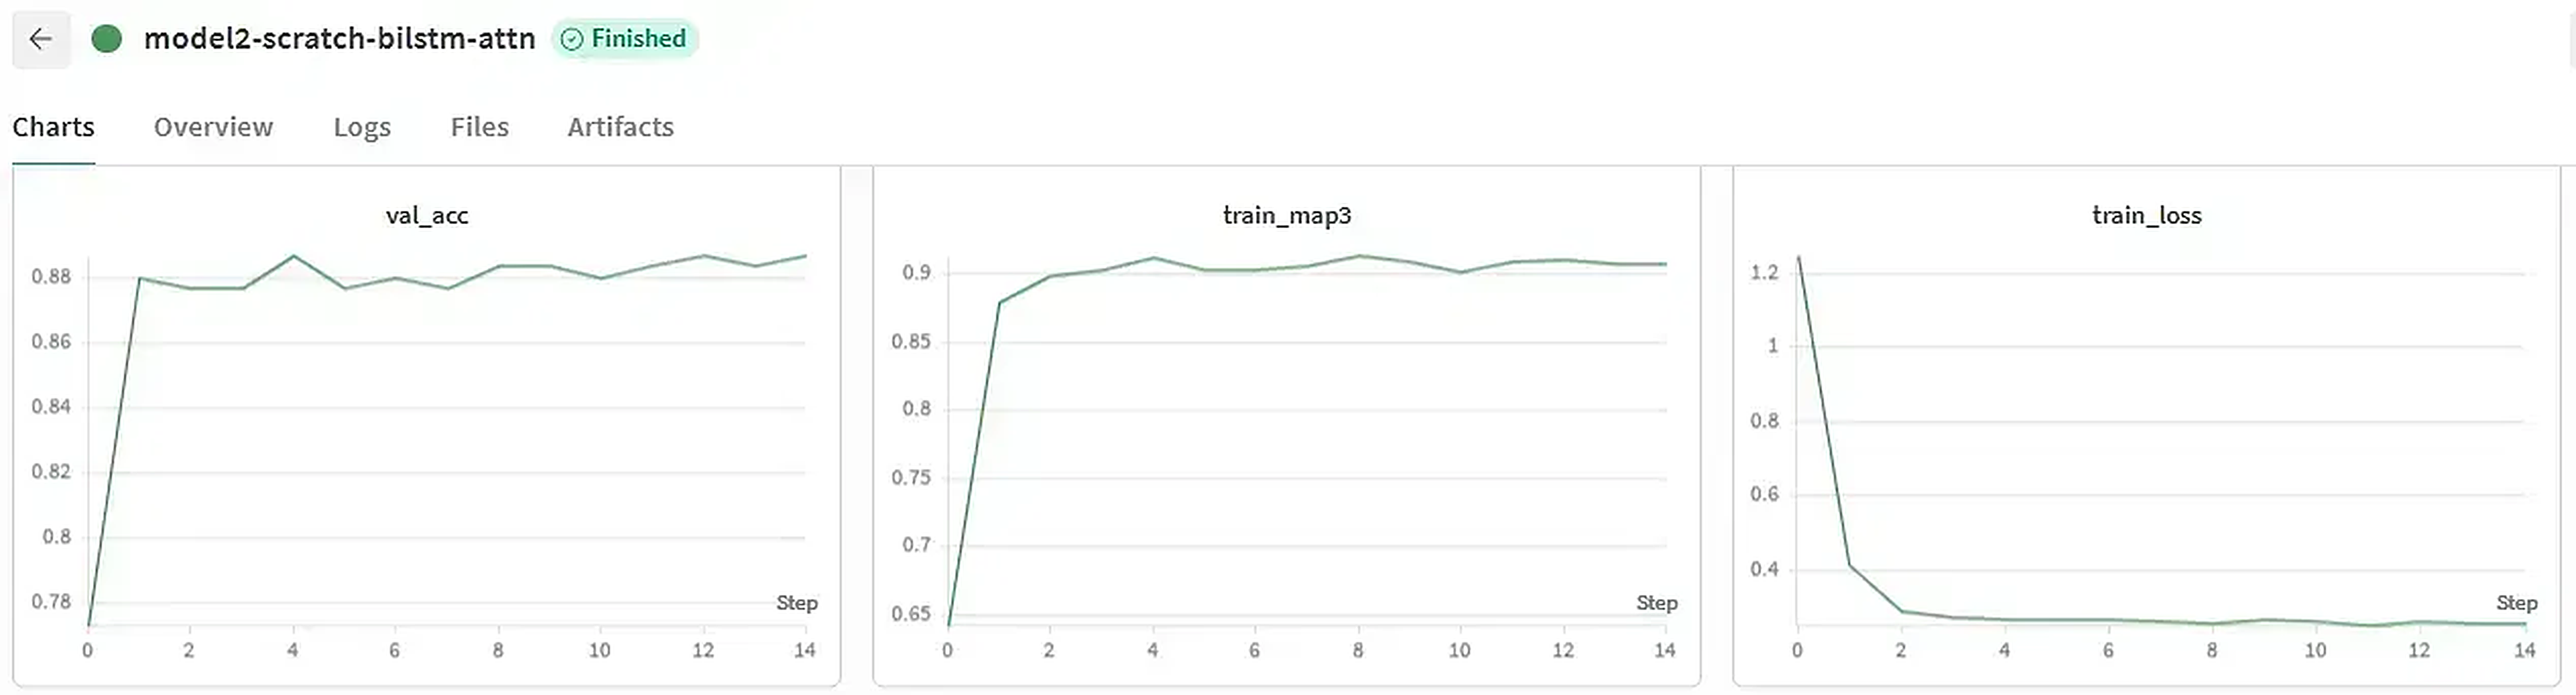 model2-scratch-bilstm-attn Finished
Charts Overview Logs Files Artifacts
val_acc
0.88
0.86
0.84
0.82
0.8
0.78
Step
0 2 4 6 8 10 12 14
train_map3
0.9
0.85
0.8
0.75
0.7
0.65
Step
0 2 4 6 8 10 12 14
train_loss
1.2
1
0.8
0.6
0.4
Step
0 2 4 6 8 10 12 14